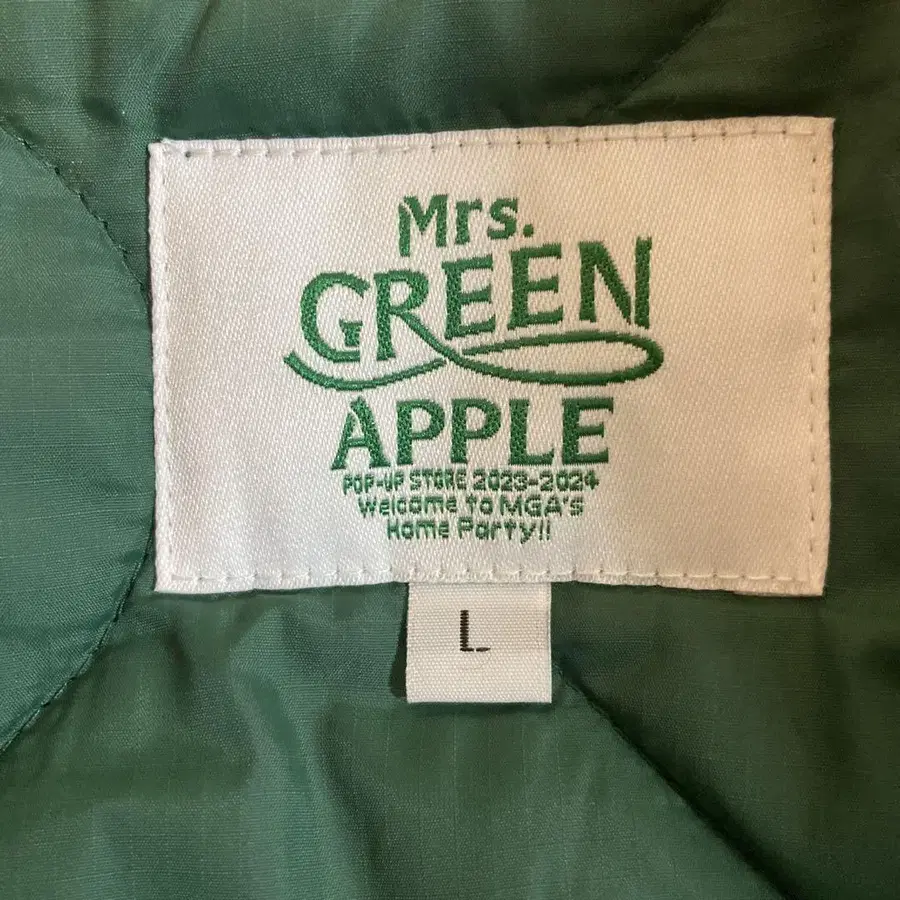 Mrs.
GREEN
APPLE
POP-UP STORE 2023-2024
Welcome to MGA's
Home Party!!
L